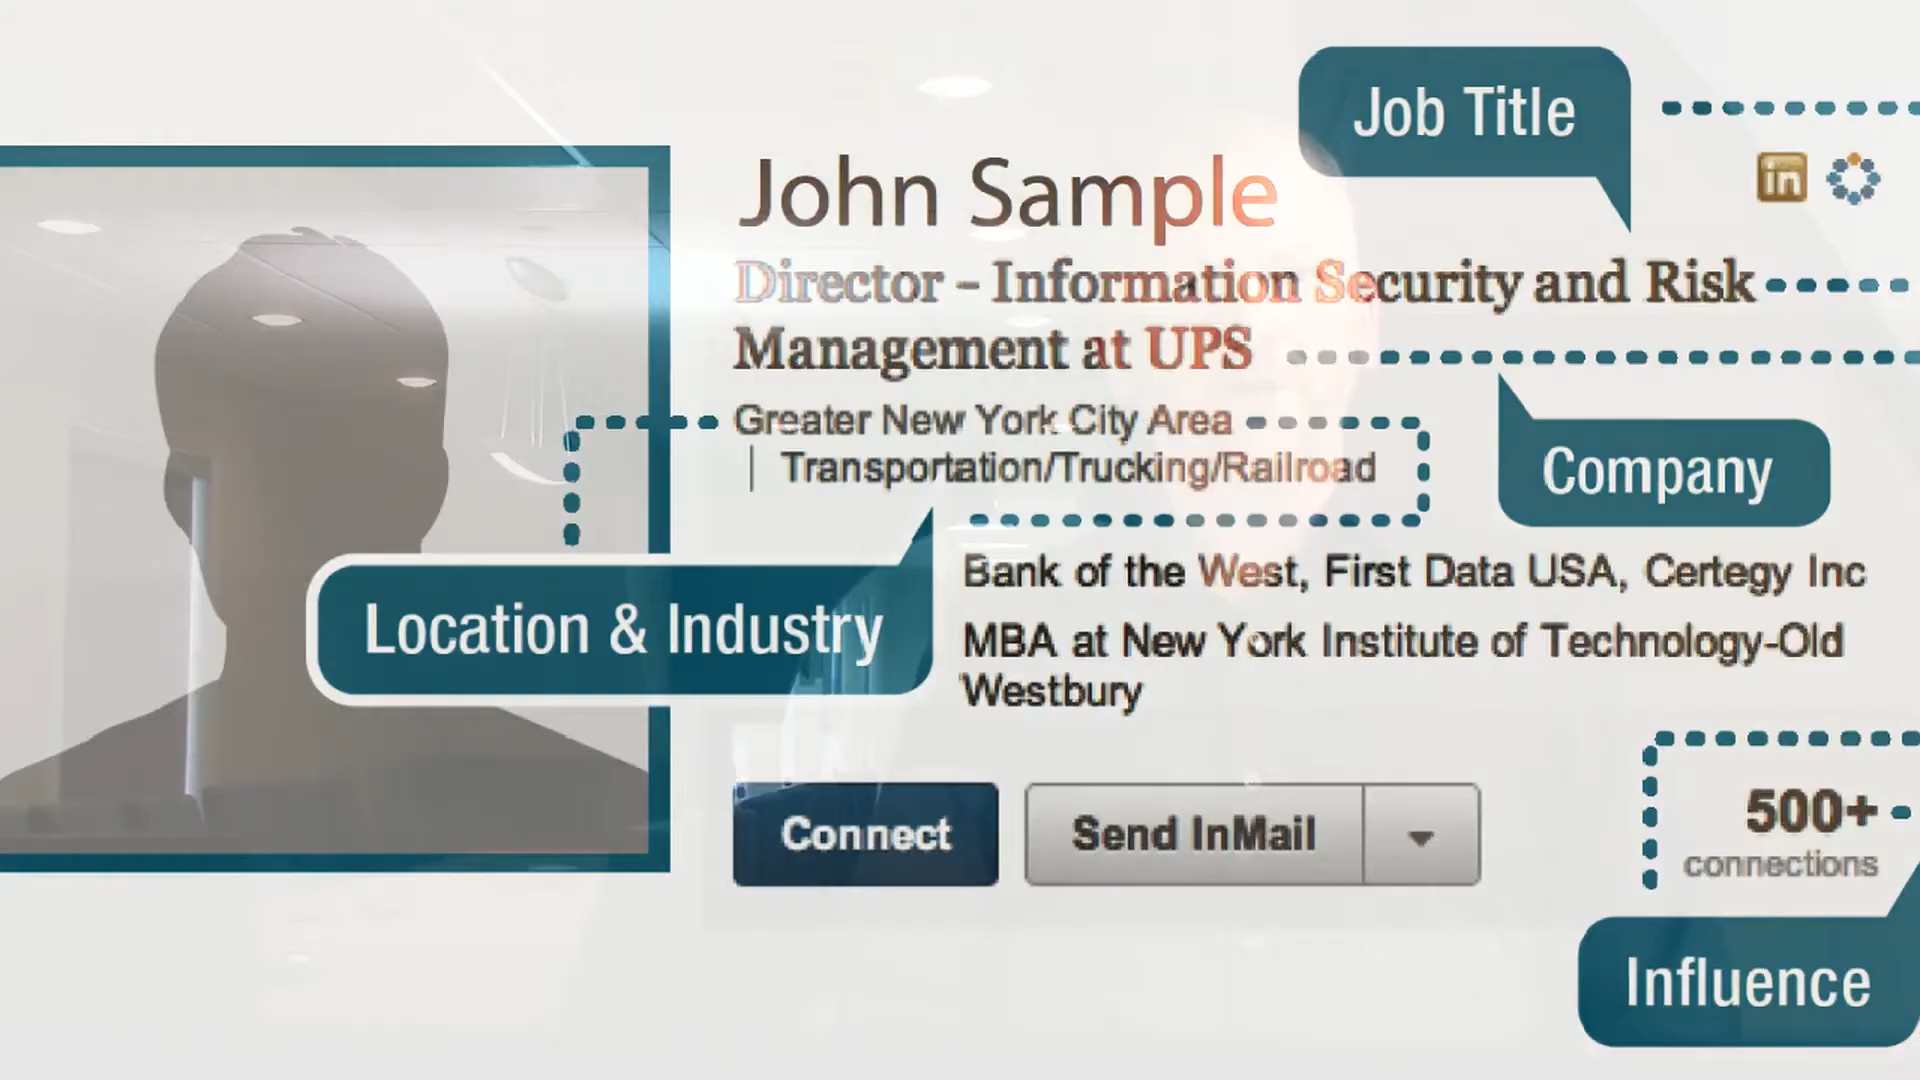 Job Title
in
John Sample
Director - Information Security and Risk
Management at UPS
Greater New York City Area
| Transportation/Trucking/Railroad
Company
Bank of the West, First Data USA, Certegy Inc
Location & Industry
MBA at New York Institute of Technology-Old
Westbury
Connect
Send InMail
500+
connections
Influence